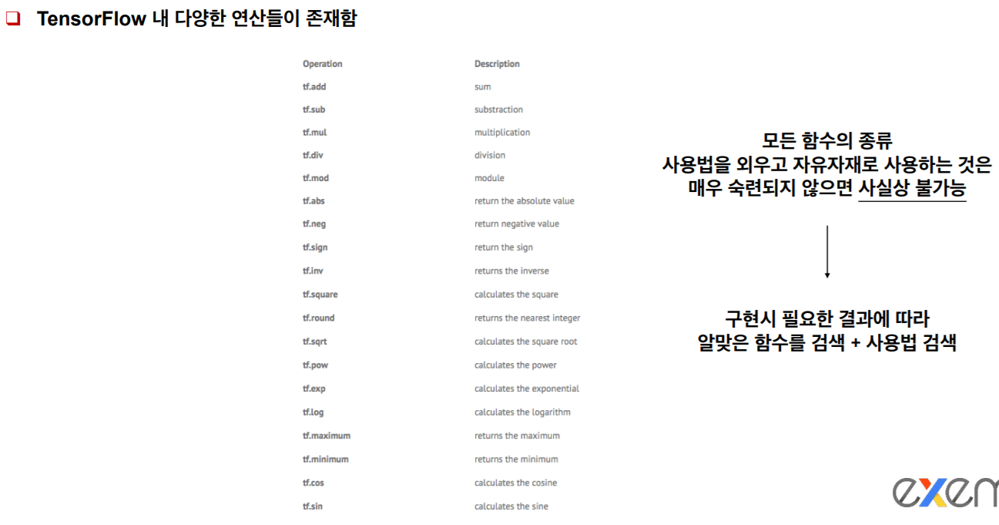 TensorFlow 내 다양한 연산들이 존재함
Operation Description
tf.add sum
tf.sub substraction
tf.mul multiplication
tf.div division
tf.mod module
tf.abs return the absolute value
tf.neg return negative value
tf.sign return the sign
tf.inv returns the inverse
tf.square calculates the square
tf.round returns the nearest integer
tf.sqrt calculates the square root
tf.pow calculates the power
tf.exp calculates the exponential
tf.log calculates the logarithm
tf.maximum returns the maximum
tf.minimum returns the minimum
tf.cos calculates the cosine
tf.sin calculates the sine
모든 함수의 종류
사용법을 외우고 자유자재로 사용하는 것은
매우 숙련되지 않으면 사실상 불가능
구현시 필요한 결과에 따라
알맞은 함수를 검색 + 사용법 검색
exem